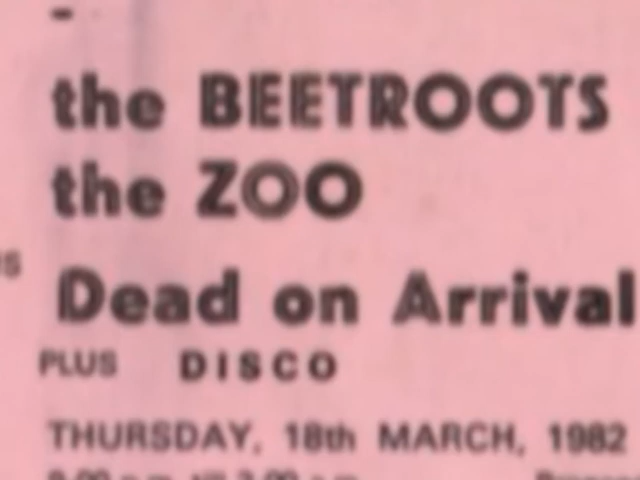 the BEETROOTS
the ZOO
Dead on Arrival
PLUS DISCO
THURSDAY, 18th MARCH, 1982